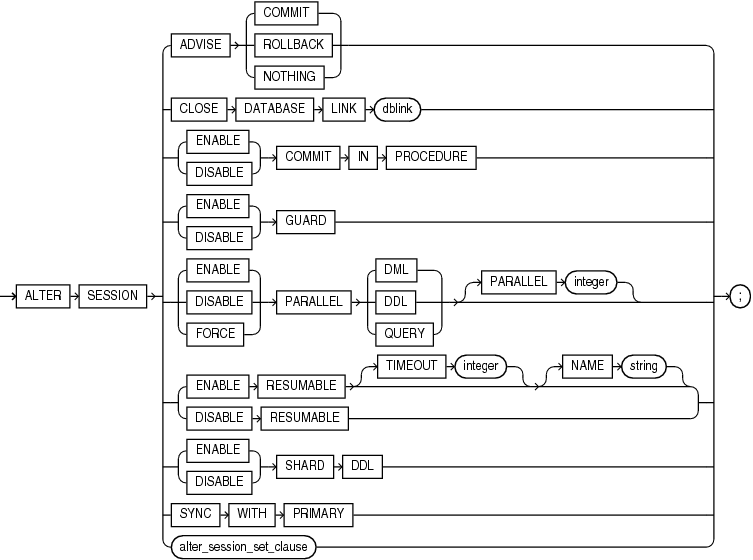 COMMIT
ADVISE ROLLBACK
NOTHING
CLOSE DATABASE LINK dblink
ENABLE
COMMIT IN PROCEDURE
DISABLE
ENABLE
GUARD
DISABLE
ENABLE DML PARALLEL integer
ALTER SESSION DISABLE PARALLEL DDL ;
FORCE QUERY
TIMEOUT integer NAME string
ENABLE RESUMABLE
DISABLE RESUMABLE
ENABLE
SHARD DDL
DISABLE
SYNC WITH PRIMARY
alter_session_set_clause